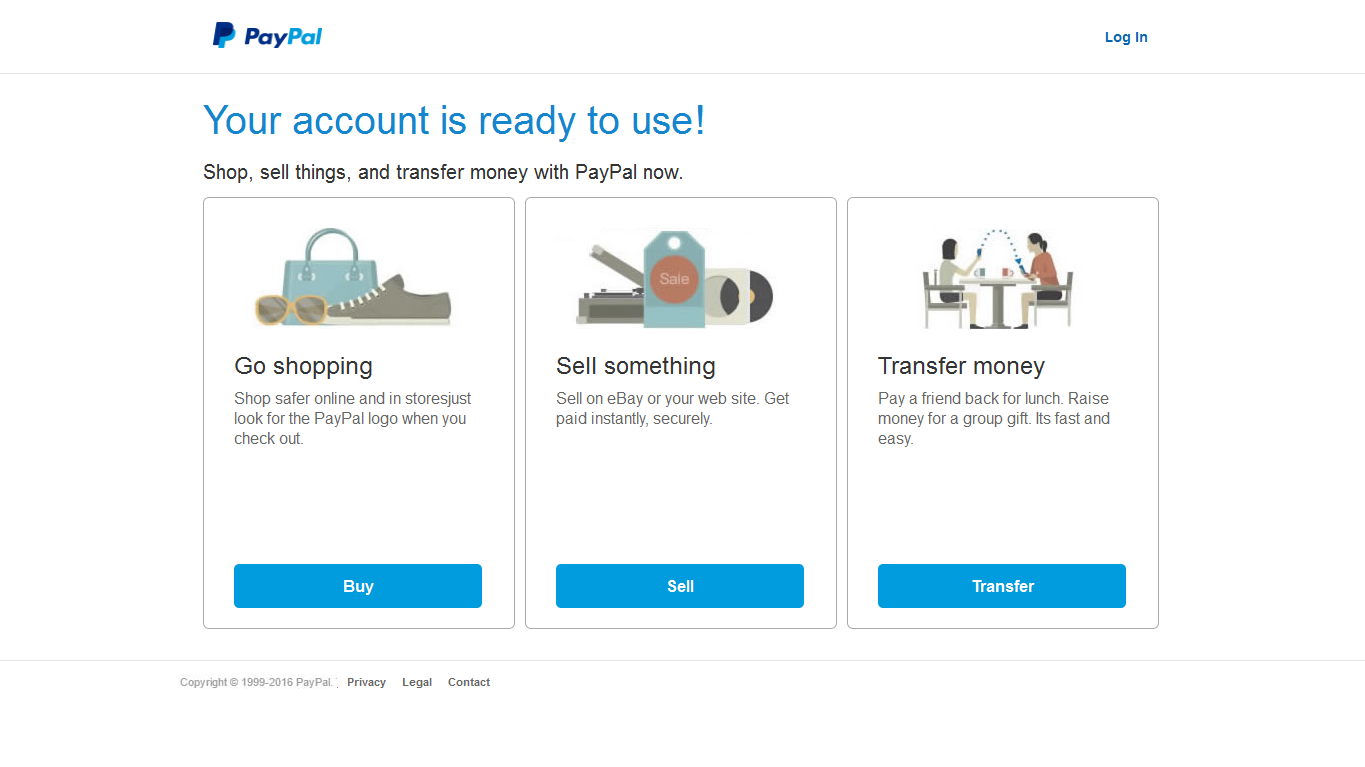 PayPal
Log In
Your account is ready to use!
Shop, sell things, and transfer money with PayPal now.
Sale
Go shopping
Shop safer online and in storesjust
look for the PayPal logo when you
check out.
Buy
Sell something
Sell on eBay or your web site. Get
paid instantly, securely.
Sell
Transfer money
Pay a friend back for lunch. Raise
money for a group gift. Its fast and
easy.
Transfer
Copyright © 1999-2016 PayPal. Privacy Legal Contact